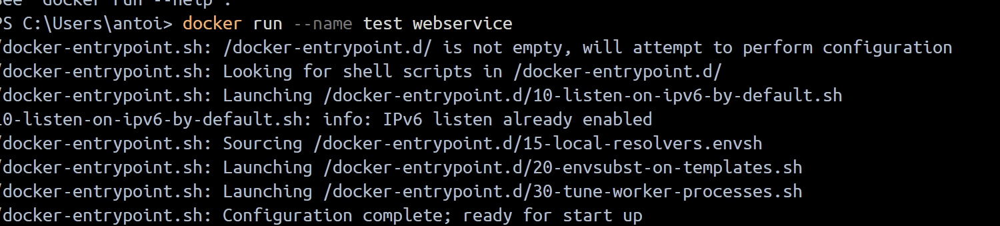 see 'docker run --help'.
PS C:\Users\antoi> docker run --name test webservice
/docker-entrypoint.sh: /docker-entrypoint.d/ is not empty, will attempt to perform configuration
/docker-entrypoint.sh: Looking for shell scripts in /docker-entrypoint.d/
/docker-entrypoint.sh: Launching /docker-entrypoint.d/10-listen-on-ipv6-by-default.sh
10-listen-on-ipv6-by-default.sh: info: IPv6 listen already enabled
/docker-entrypoint.sh: Sourcing /docker-entrypoint.d/15-local-resolvers.envsh
/docker-entrypoint.sh: Launching /docker-entrypoint.d/20-envsubst-on-templates.sh
/docker-entrypoint.sh: Launching /docker-entrypoint.d/30-tune-worker-processes.sh
/docker-entrypoint.sh: Configuration complete; ready for start up